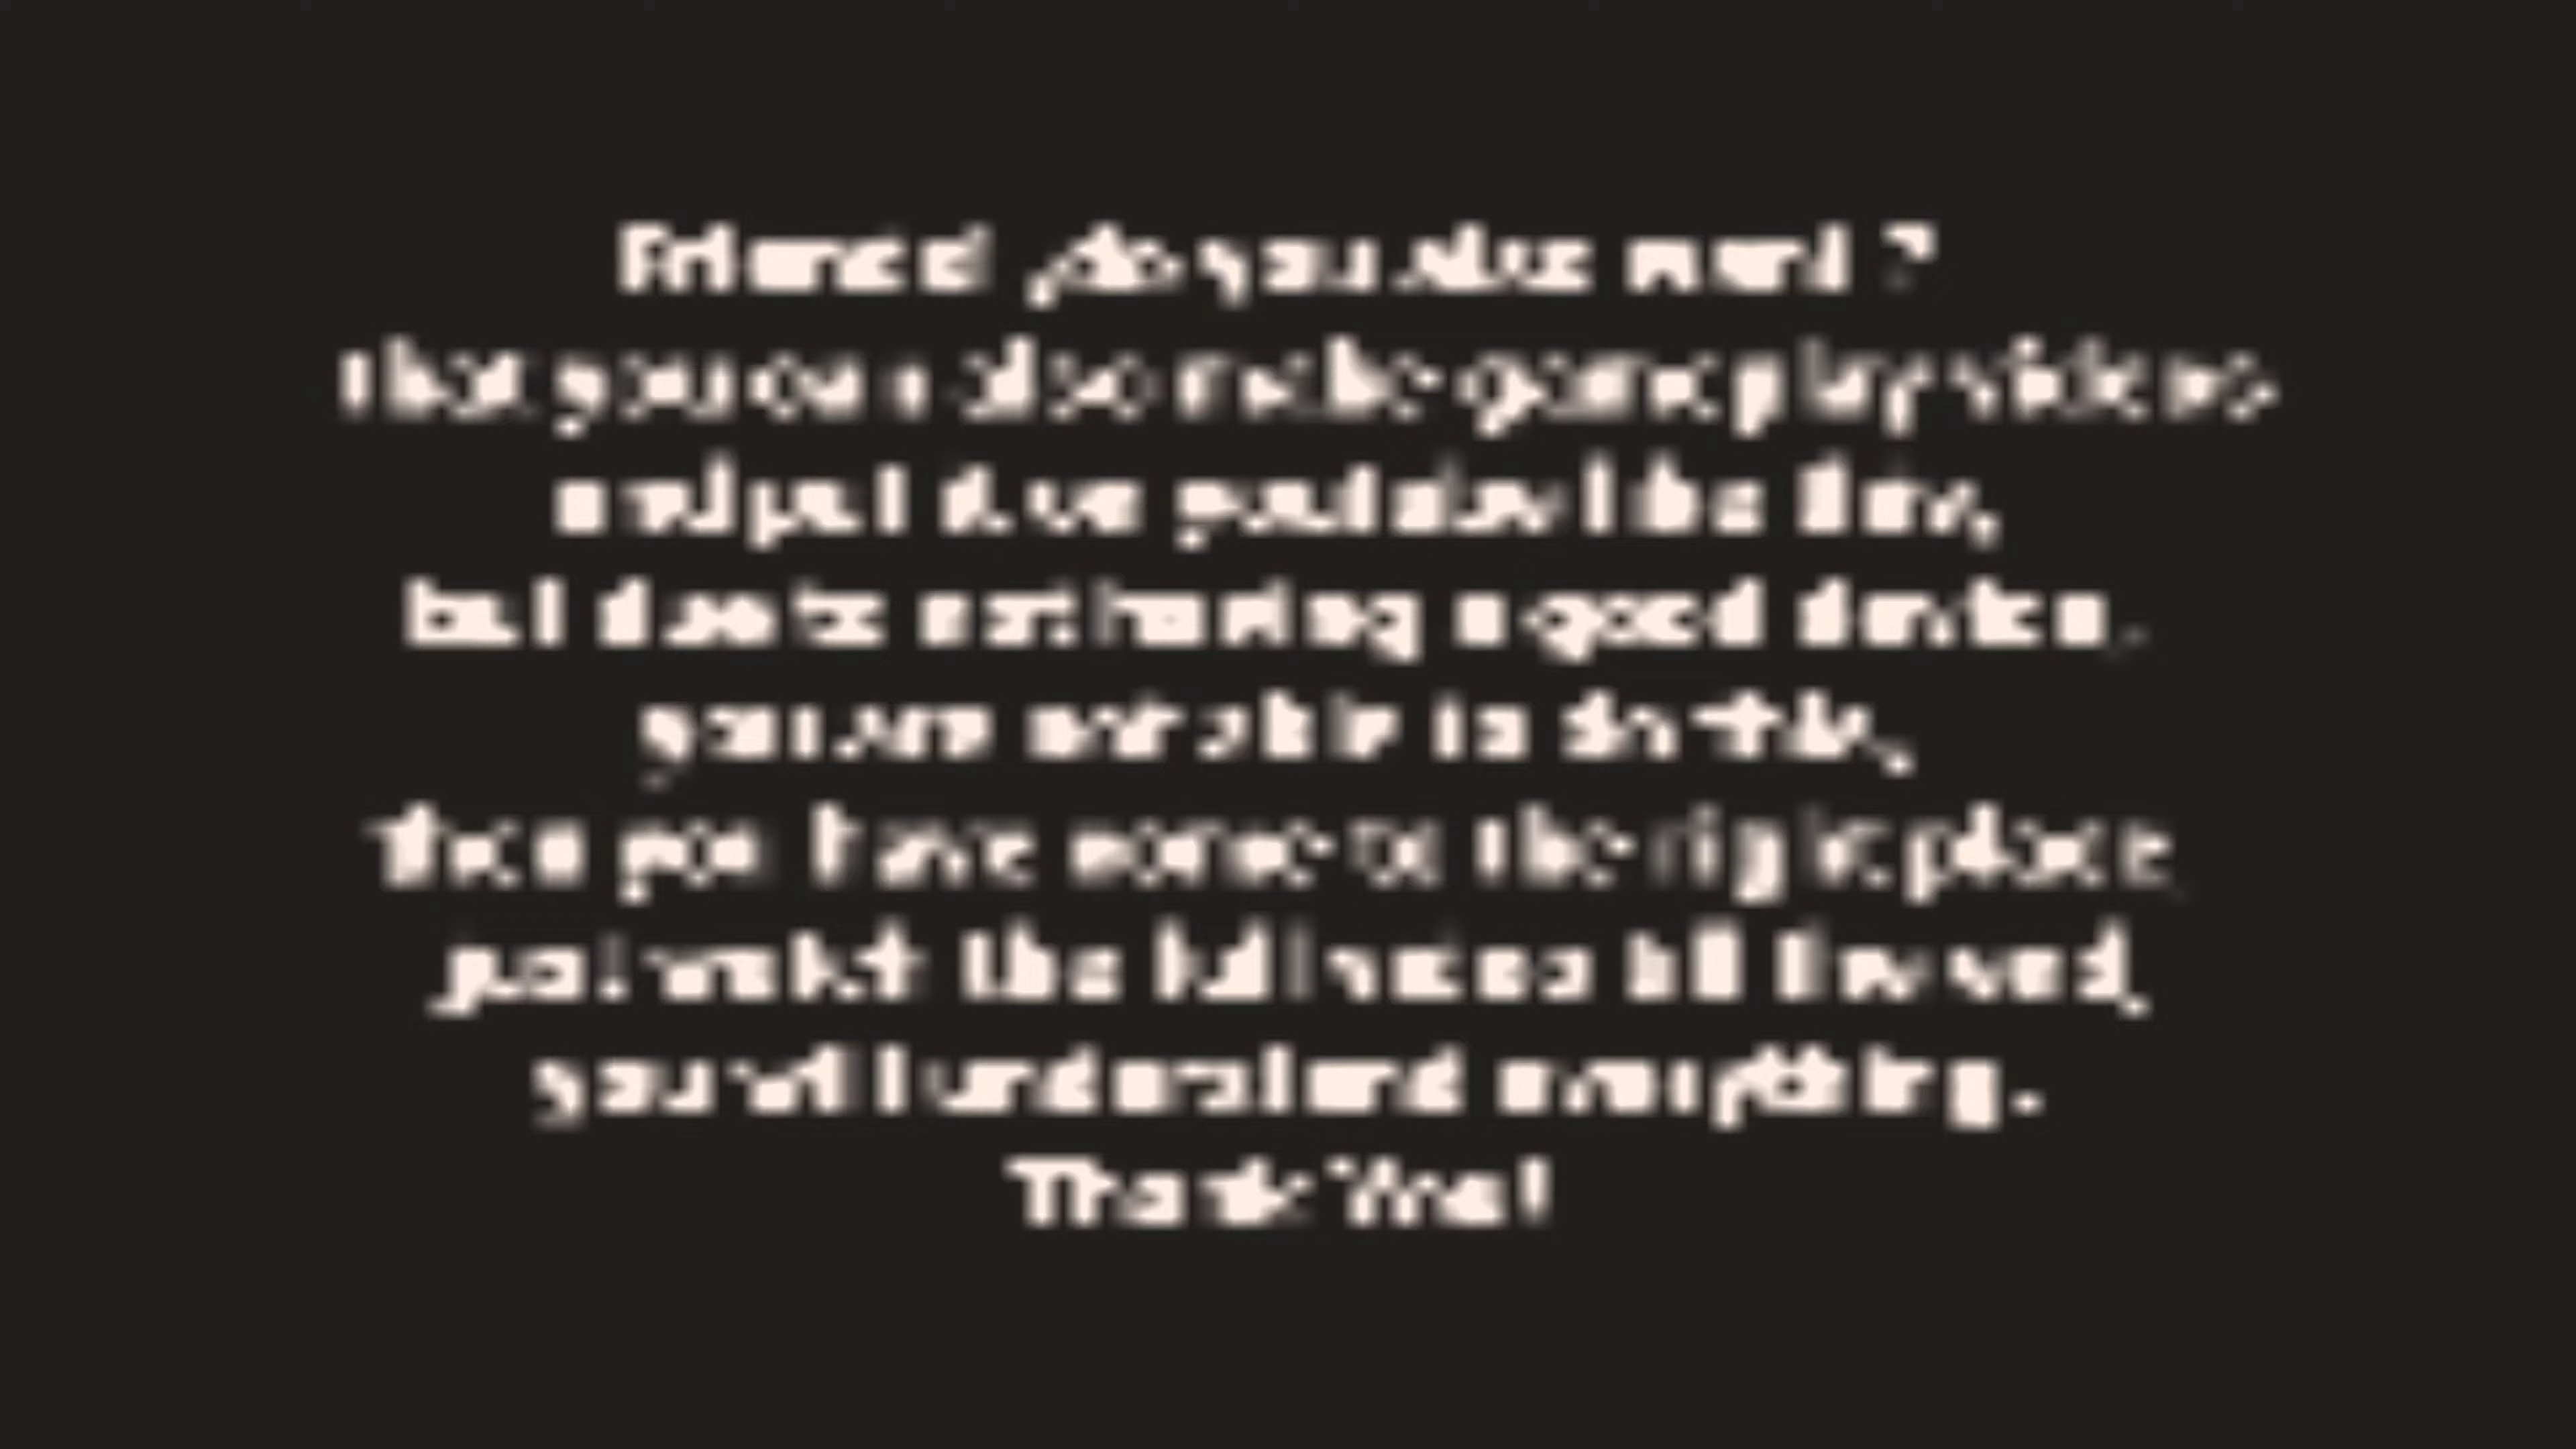 Friends, do you also want ?
that you can also make gameplay videos
and put it on youtube like this,
but due to not having a good device,
you are not able to do this,
then you have come to the right place
just watch the full video till the end,
you will understand everything.
Thank You!